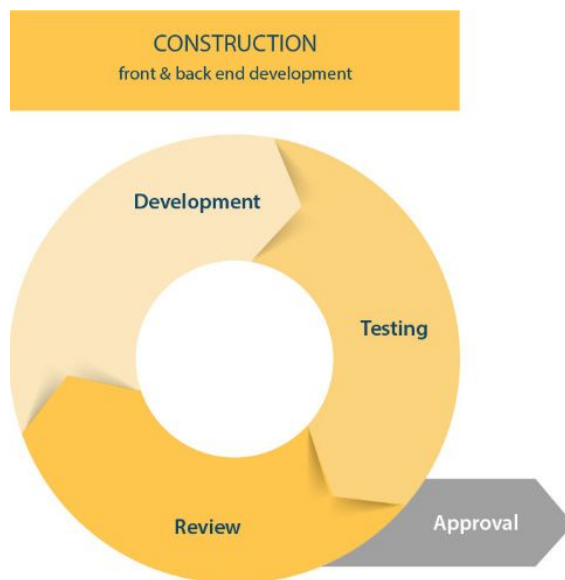 CONSTRUCTION
front & back end development
Development
Testing
Review
Approval